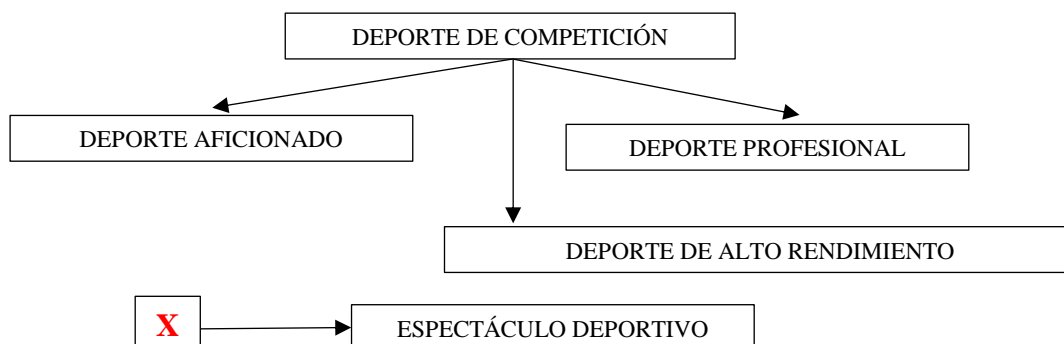 DEPORTE DE COMPETICIÓN
DEPORTE AFICIONADO
DEPORTE PROFESIONAL
DEPORTE DE ALTO RENDIMIENTO
X
ESPECTÁCULO DEPORTIVO